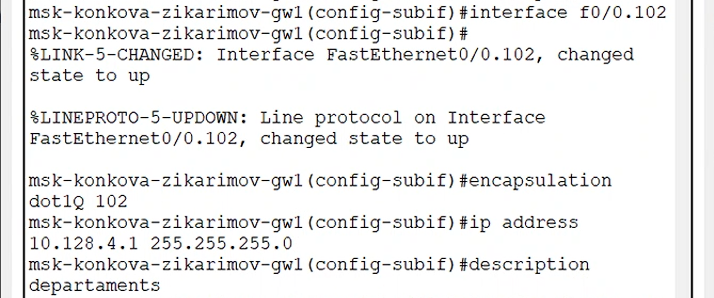 msk-konkova-zikarimov-gw1(config-subif)#interface f0/0.102
msk-konkova-zikarimov-gw1(config-subif)#
%LINK-5-CHANGED: Interface FastEthernet0/0.102, changed
state to up
%LINEPROTO-5-UPDOWN: Line protocol on Interface
FastEthernet0/0.102, changed state to up
msk-konkova-zikarimov-gw1(config-subif)#encapsulation
dot1Q 102
msk-konkova-zikarimov-gw1(config-subif)#ip address
10.128.4.1 255.255.255.0
msk-konkova-zikarimov-gw1(config-subif)#description
departaments